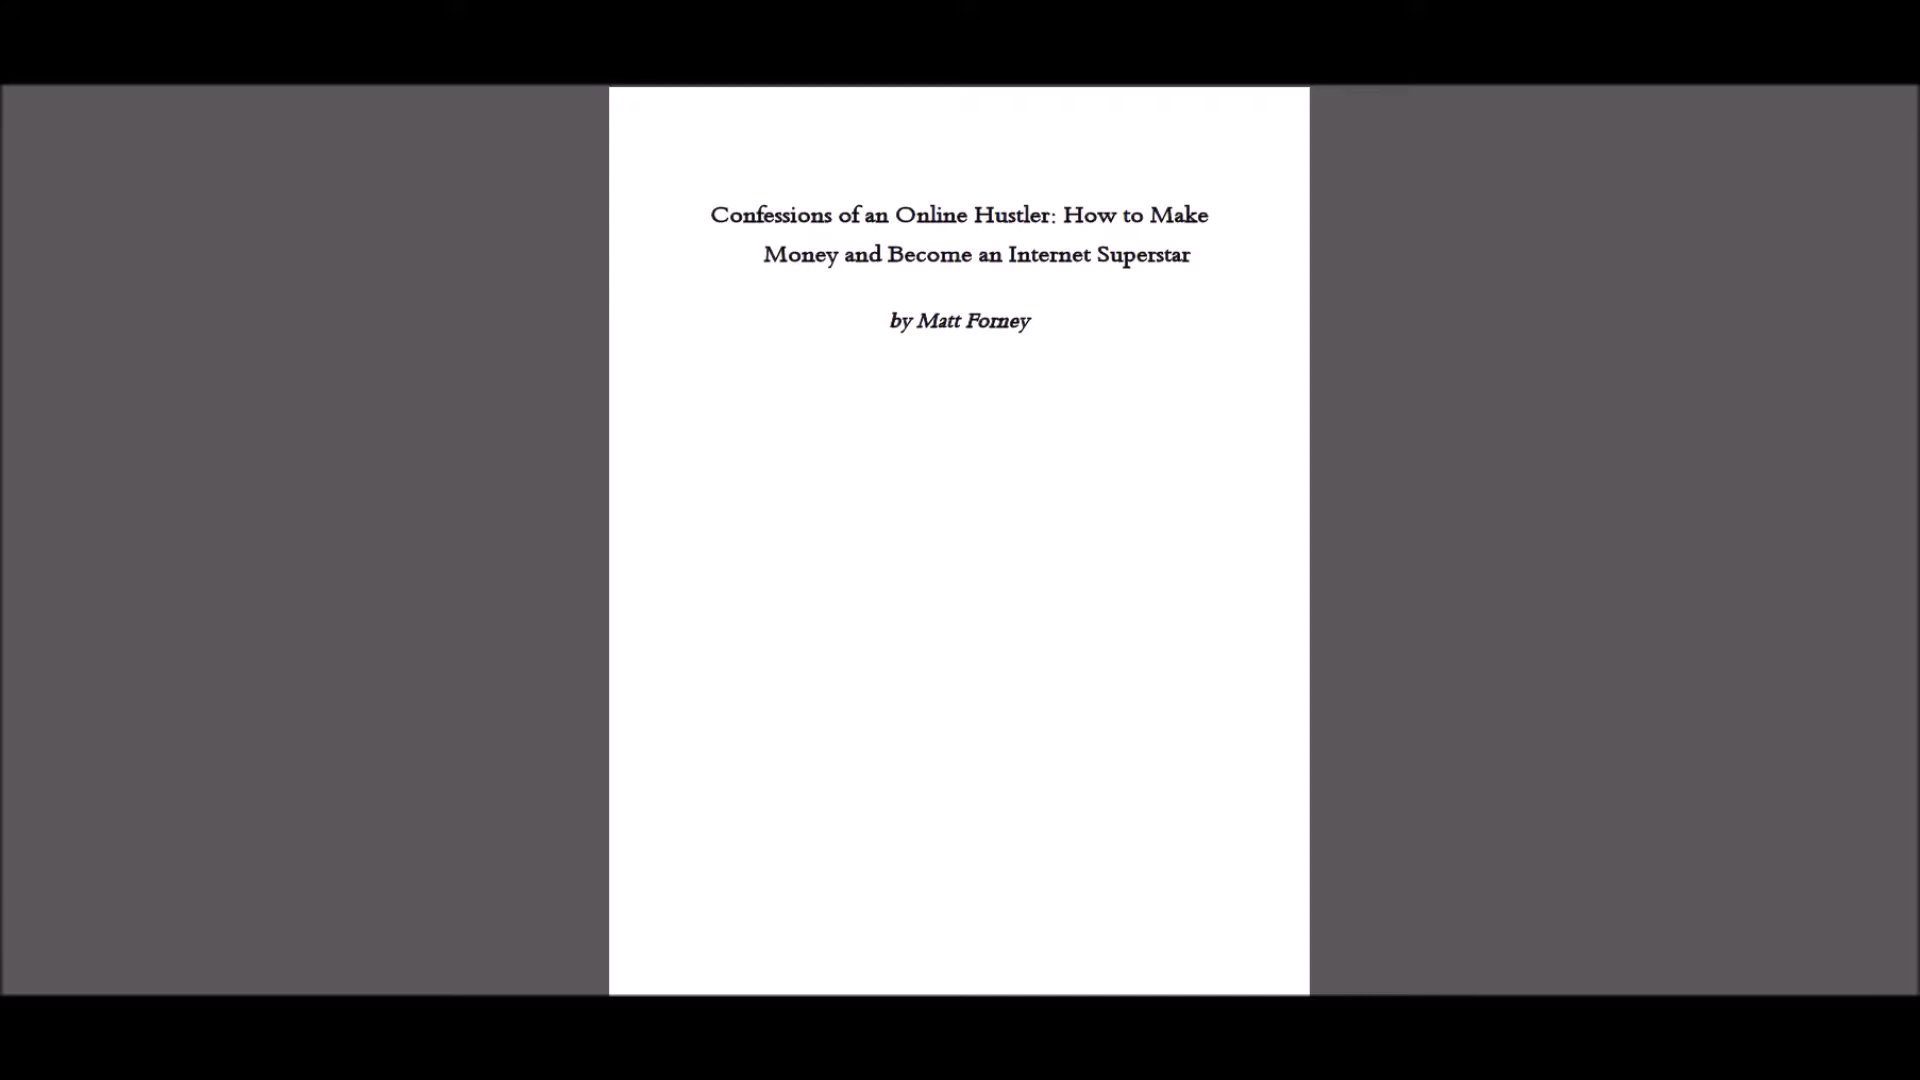 Confessions of an Online Hustler: How to Make
Money and Become an Internet Superstar
by Matt Forney